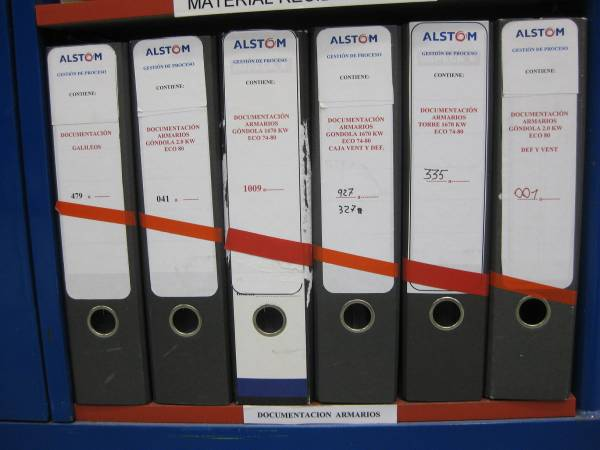 MATERIAL
ALSTOM
GESTIÓN DE PROCESO
CONTIENE:
DOCUMENTACIÓN
GALILEOS
479 a
ALSTOM
GESTIÓN DE PROCESO
CONTIENE:
DOCUMENTACIÓN
ARMARIOS
GÓNDOLA 2.0 KW
ECO 80
041 a
ALSTOM
GESTIÓN DE PROCESO
CONTIENE:
DOCUMENTACIÓN
ARMARIOS
GÓNDOLA 1670 KW
ECO 74-80
1009 a
ALSTOM
GESTIÓN DE PROCESO
CONTIENE:
DOCUMENTACIÓN
ARMARIOS
GONDOLA 1670 KW
ECO 74-80
CAJA VENT Y DEF.
927 a
327
ALSTOM
GESTIÓN DE PROCESO
CONTIENE:
DOCUMENTACIÓN
ARMARIOS
TORRE 1670 KW
ECO 74-80
335 a
ALSTOM
GESTIÓN DE PROCESO
CONTIENE:
DOCUMENTACIÓN
ARMARIOS
GÓNDOLA 2.0 KW
ECO 80
DEF Y VENT
001 a
DOCUMENTACION ARMARIOS